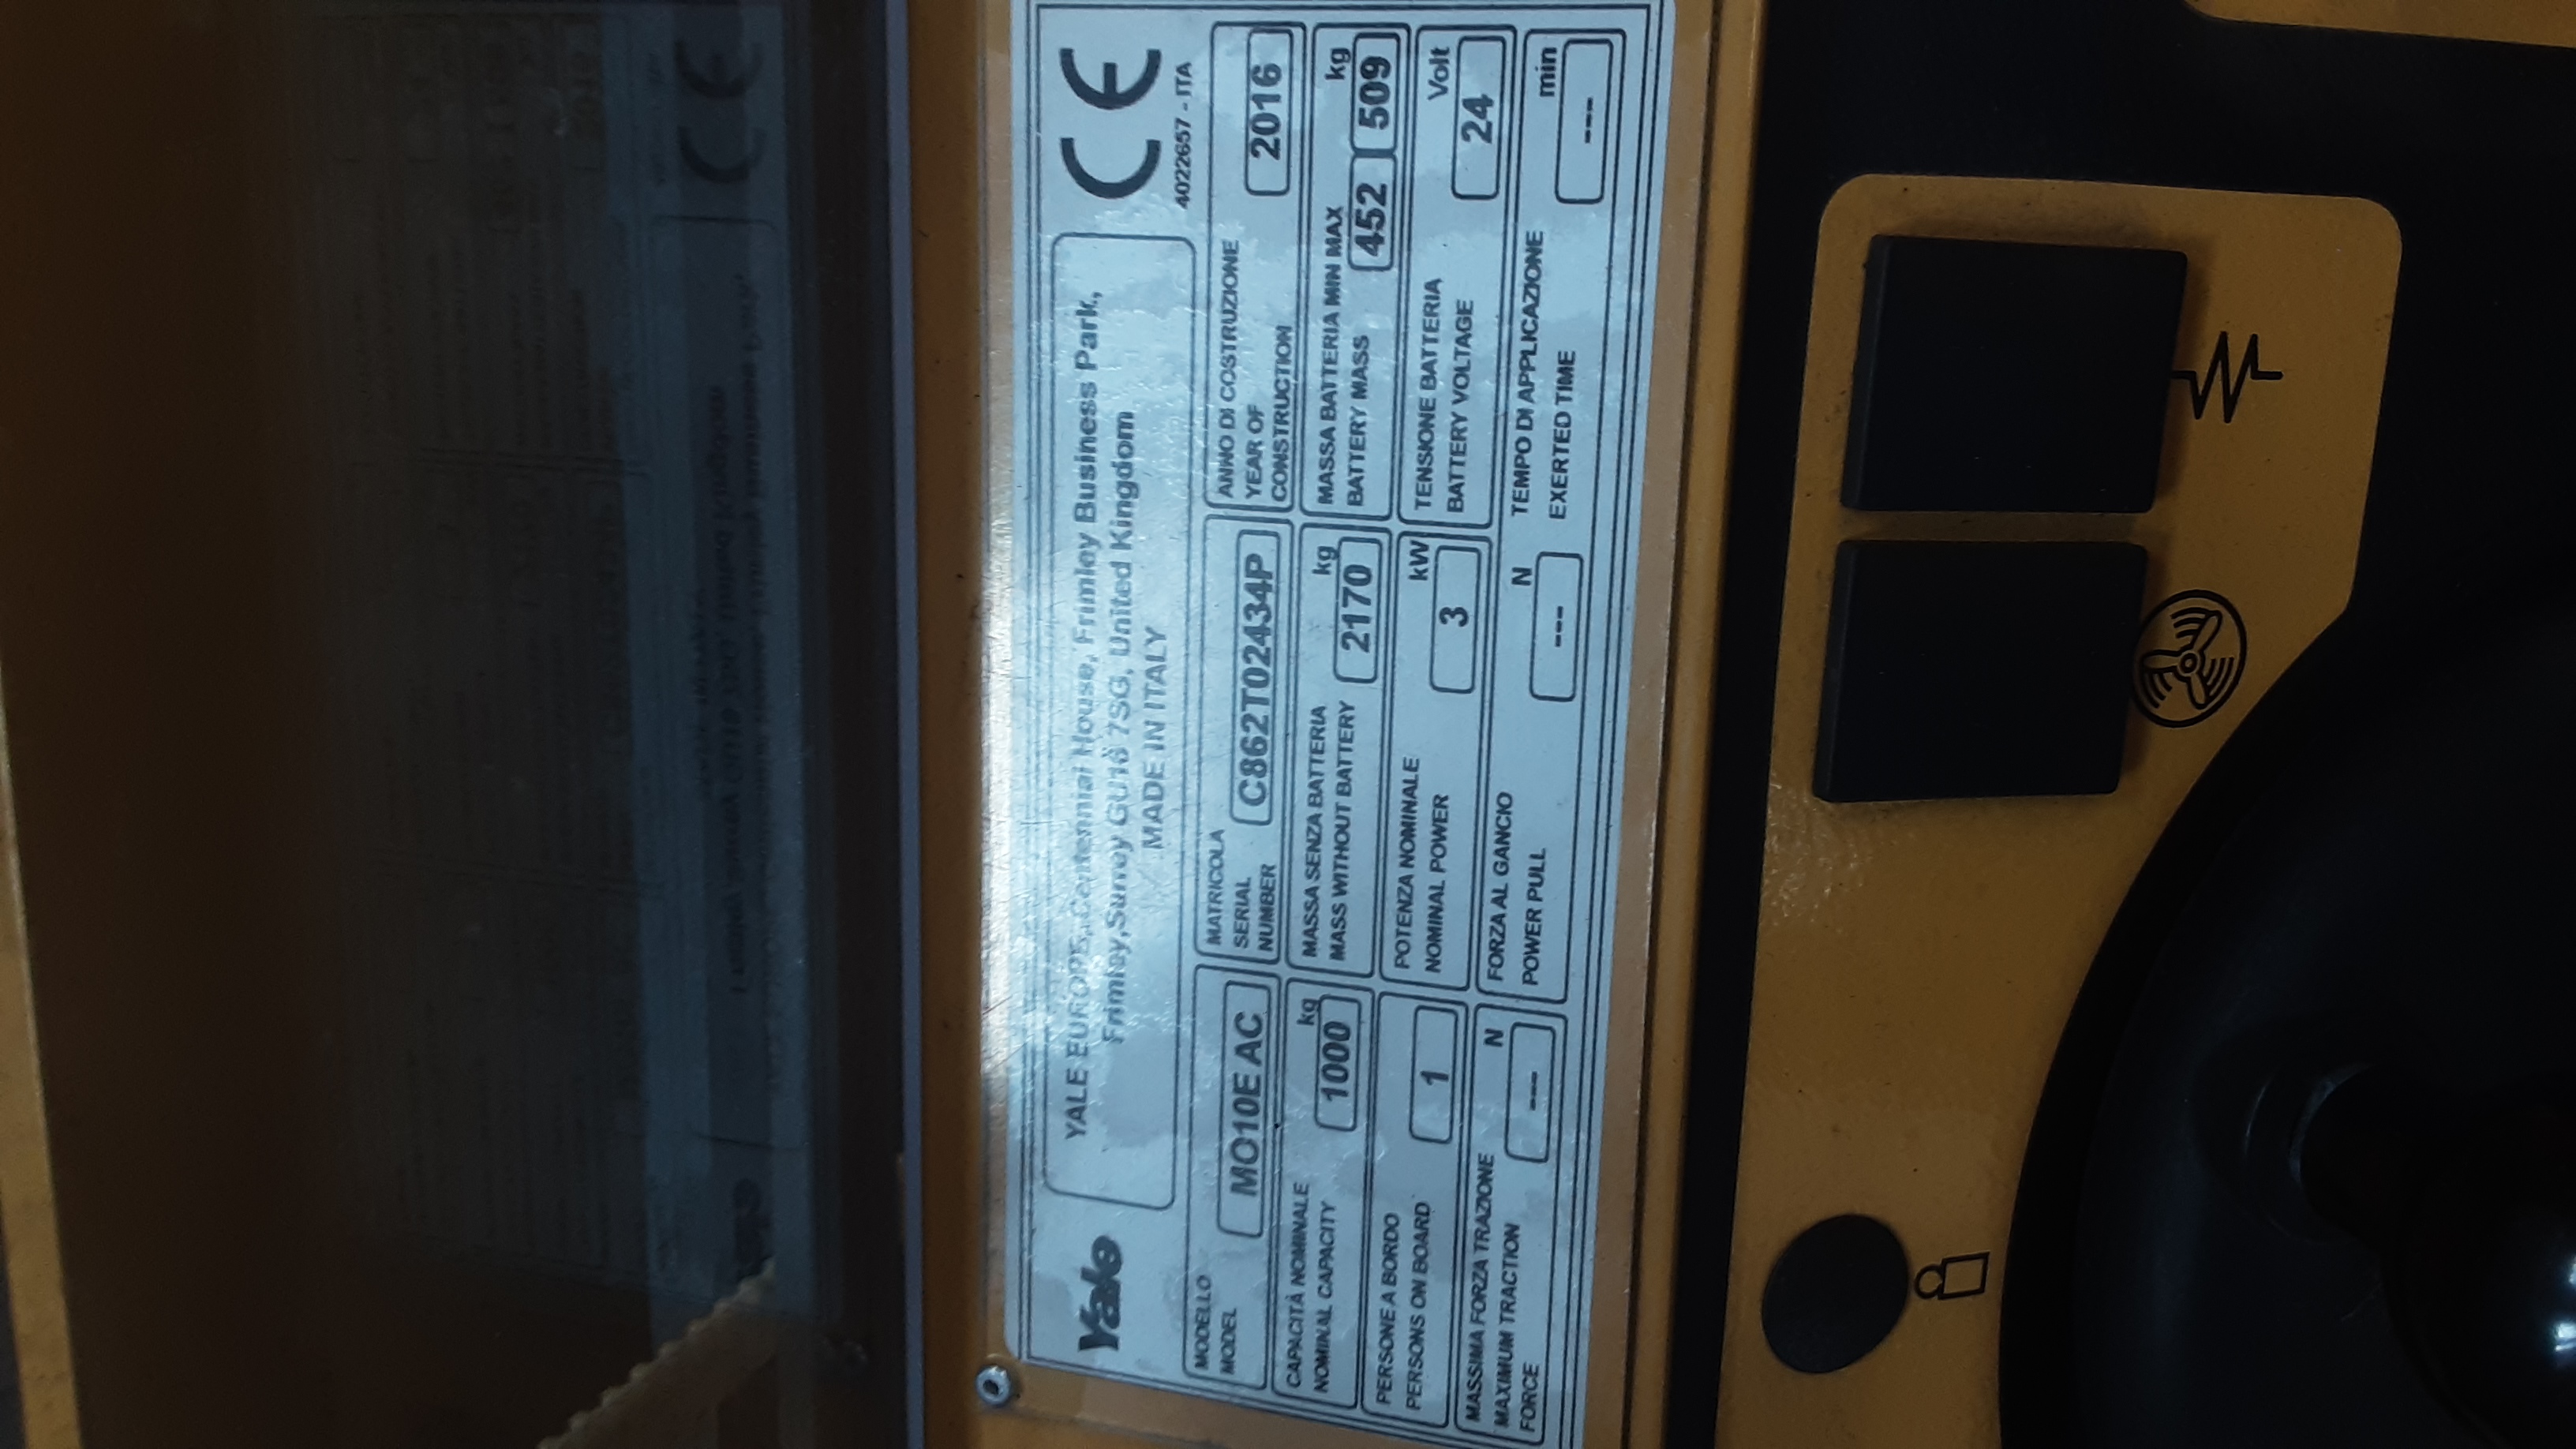 Yale
YALE EUROPE, Centennial House, Frimley Business Park,
Frimley,Surrey GU16 7SG, United Kingdom
MADE IN ITALY
CE
4022657 - ITA
MODELLO
MODEL
MO10E AC
MATRICOLA
SERIAL
NUMBER
C862T02434P
ANNO DI COSTRUZIONE
YEAR OF
CONSTRUCTION
2016
CAPACITÀ NOMINALE kg
NOMINAL CAPACITY
1000
MASSA SENZA BATTERIA kg
MASS WITHOUT BATTERY
2170
MASSA BATTERIA MIN MAX kg
BATTERY MASS
452 509
PERSONE A BORDO
PERSONS ON BOARD
1
POTENZA NOMINALE kW
NOMINAL POWER
3
TENSIONE BATTERIA Volt
BATTERY VOLTAGE
24
MASSIMA FORZA TRAZIONE N
MAXIMUM TRACTION
FORCE
---
FORZA AL GANCIO N
POWER PULL
---
TEMPO DI APPLICAZIONE min
EXERTED TIME
---